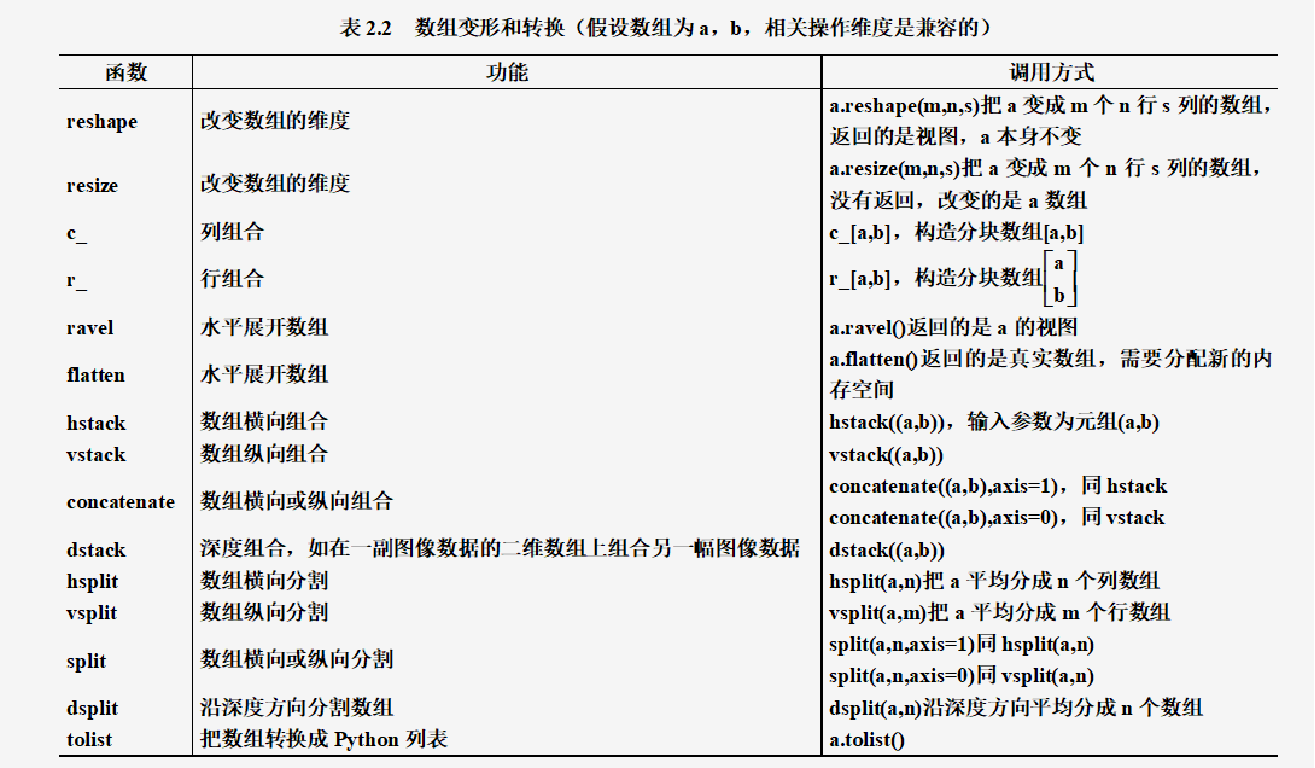 表 2.2 数组变形和转换（假设数组为 a，b，相关操作维度是兼容的）
函数 功能 调用方式
reshape 改变数组的维度 a.reshape(m,n,s)把 a 变成 m 个 n 行 s 列的数组，
返回的是视图，a 本身不变
resize 改变数组的维度 a.resize(m,n,s)把 a 变成 m 个 n 行 s 列的数组，
没有返回，改变的是 a 数组
c_ 列组合 c_[a,b]，构造分块数组[a,b]
r_ 行组合 r_[a,b]，构造分块数组[a
b]
ravel 水平展开数组 a.ravel()返回的是 a 的视图
flatten 水平展开数组 a.flatten()返回的是真实数组，需要分配新的内
存空间
hstack 数组横向组合 hstack((a,b))，输入参数为元组(a,b)
vstack 数组纵向组合 vstack((a,b))
concatenate 数组横向或纵向组合 concatenate((a,b),axis=1)，同 hstack
concatenate((a,b),axis=0)，同 vstack
dstack 深度组合，如在一副图像数据的二维数组上组合另一幅图像数据 dstack((a,b))
hsplit 数组横向分割 hsplit(a,n)把 a 平均分成 n 个列数组
vsplit 数组纵向分割 vsplit(a,m)把 a 平均分成 m 个行数组
split 数组横向或纵向分割 split(a,n,axis=1)同 hsplit(a,n)
split(a,n,axis=0)同 vsplit(a,n)
dsplit 沿深度方向分割数组 dsplit(a,n)沿深度方向平均分成 n 个数组
tolist 把数组转换成 Python 列表 a.tolist()